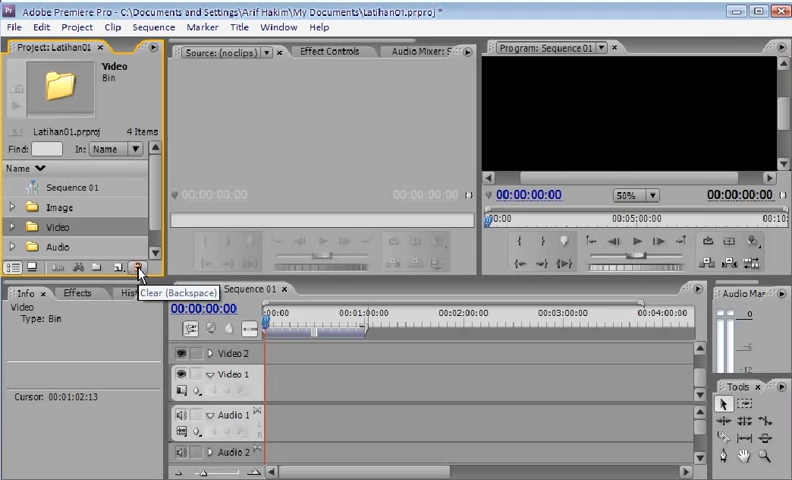 Adobe Premiere Pro - C:\Documents and Settings\Arif Hakim\My Documents\Latihan01.prproj *
File Edit Project Clip Sequence Marker Title Window Help
Project: Latihan01
Video
Bin
Latihan01.prproj 4 Items
Find: In: Name
Name
Sequence 01
Image
Video
Audio
Clear (Backspace)
Source: (no clips) Effect Controls Audio Mixer: S
00:00:00:00 00:00:00:00
Program: Sequence 01
00:00:00:00 50% 00:00:00:00
00:00 00:05:00:00 00:10:
Info Effects His
Video
Type: Bin
Cursor: 00:01:02:13
Sequence 01
00:00:00:00
:00:00 00:01:00:00 00:02:00:00 00:03:00:00 00:04:00:00
Video 2
Video 1
Audio 1
L
R
Audio 2
Audio Mas
0
-6
-12
Tools